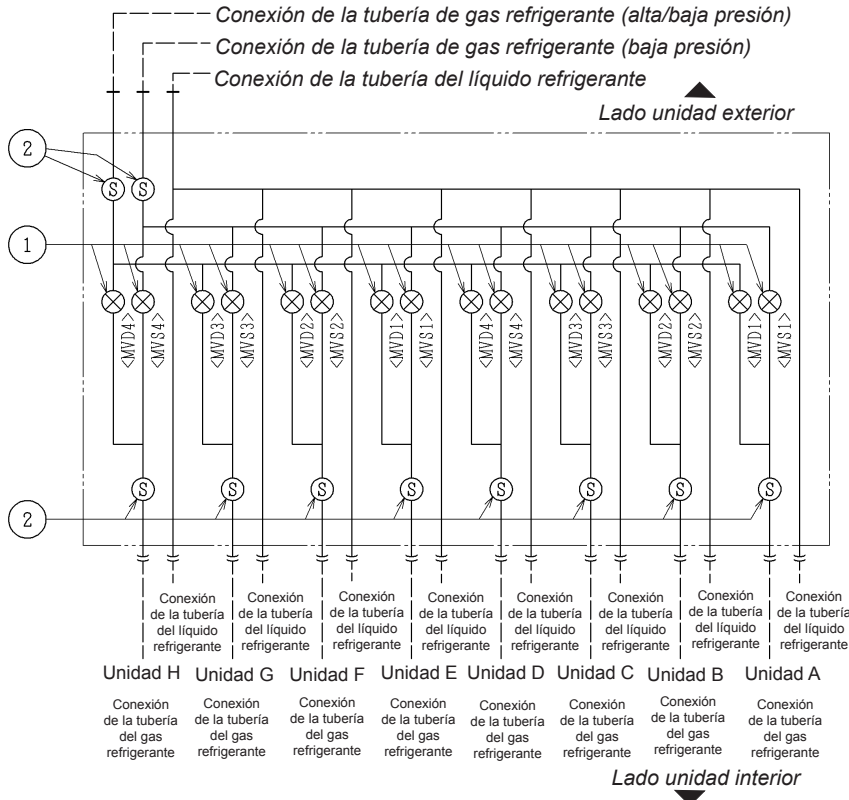 Conexión de la tubería de gas refrigerante (alta/baja presión)
Conexión de la tubería de gas refrigerante (baja presión)
Conexión de la tubería del líquido refrigerante
Lado unidad exterior
2
S S
1
<MVD4> <MVS4> <MVD3> <MVS3> <MVD2> <MVS2> <MVD1> <MVS1> <MVD4> <MVS4> <MVD3> <MVS3> <MVD2> <MVS2> <MVD1> <MVS1>
S S S S S S S S
2
Conexión Conexión Conexión Conexión Conexión Conexión Conexión Conexión
de la tubería de la tubería de la tubería de la tubería de la tubería de la tubería de la tubería de la tubería
del líquido del líquido del líquido del líquido del líquido del líquido del líquido del líquido
refrigerante refrigerante refrigerante refrigerante refrigerante refrigerante refrigerante refrigerante
Unidad H Unidad G Unidad F Unidad E Unidad D Unidad C Unidad B Unidad A
Conexión Conexión Conexión Conexión Conexión Conexión Conexión Conexión
de la tubería de la tubería de la tubería de la tubería de la tubería de la tubería de la tubería de la tubería
del gas del gas del gas del gas del gas del gas del gas del gas
refrigerante refrigerante refrigerante refrigerante refrigerante refrigerante refrigerante refrigerante
Lado unidad interior